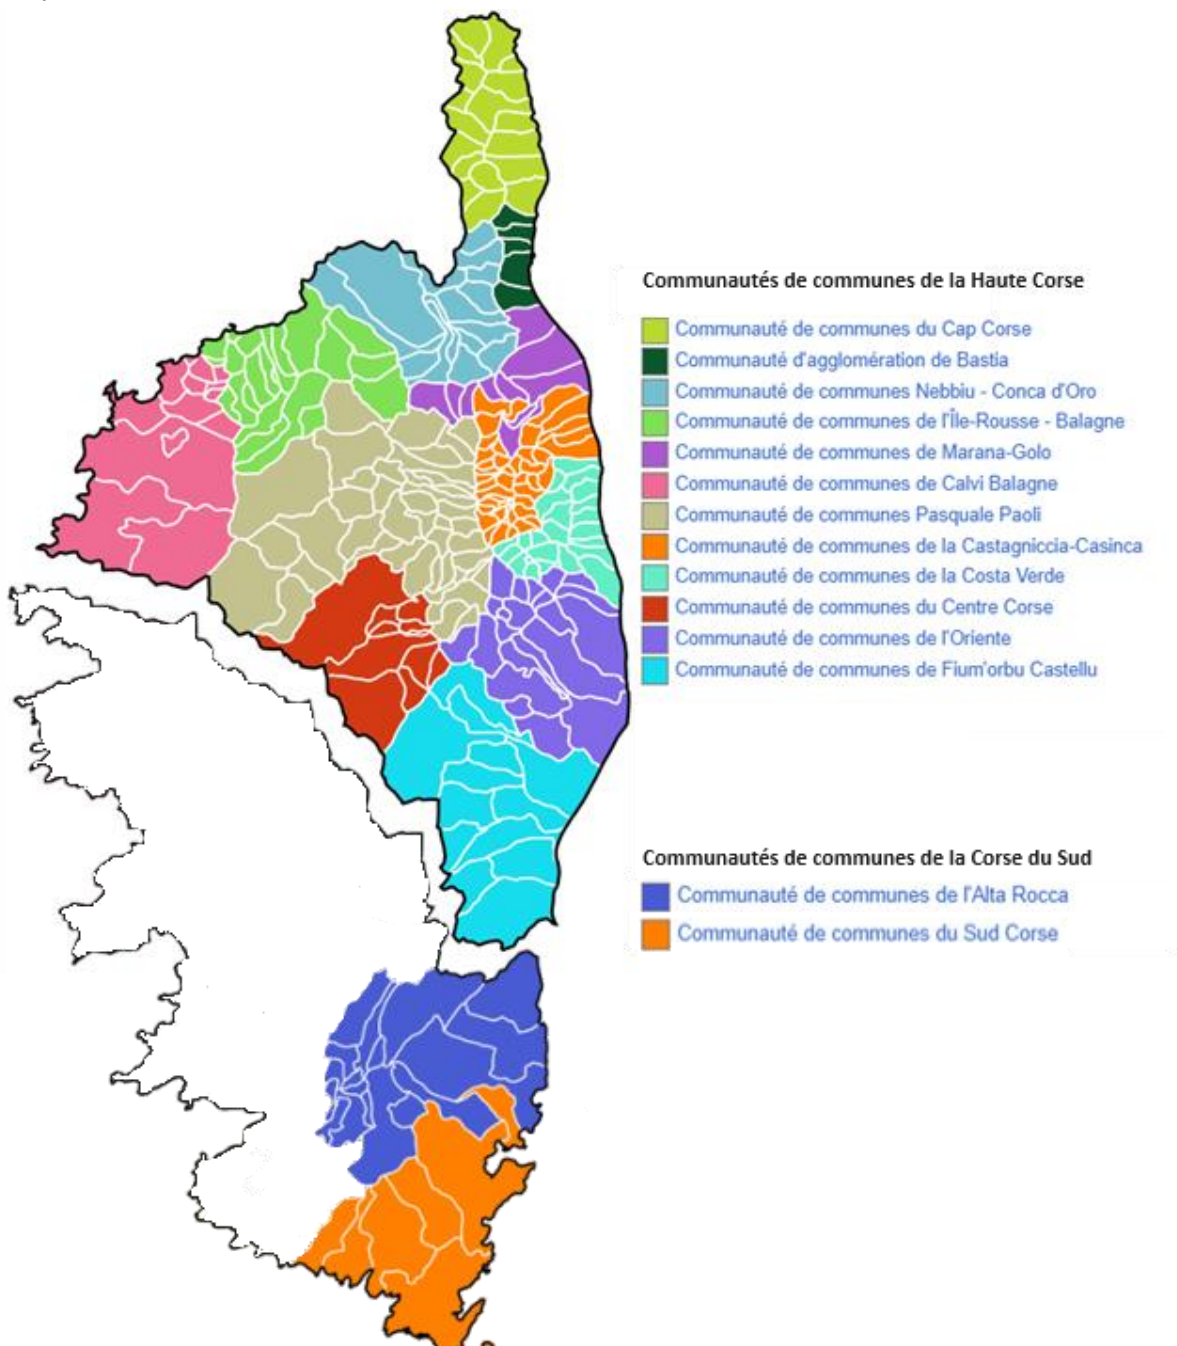 Communautés de communes de la Haute Corse
Communauté de communes du Cap Corse
Communauté d'agglomération de Bastia
Communauté de communes Nebbiu - Conca d'Oro
Communauté de communes de l'Île-Rousse - Balagne
Communauté de communes de Marana-Golo
Communauté de communes de Calvi Balagne
Communauté de communes Pasquale Paoli
Communauté de communes de la Castagniccia-Casinca
Communauté de communes de la Costa Verde
Communauté de communes du Centre Corse
Communauté de communes de l'Oriente
Communauté de communes de Fium'orbu Castellu
Communautés de communes de la Corse du Sud
Communauté de communes de l'Alta Rocca
Communauté de communes du Sud Corse